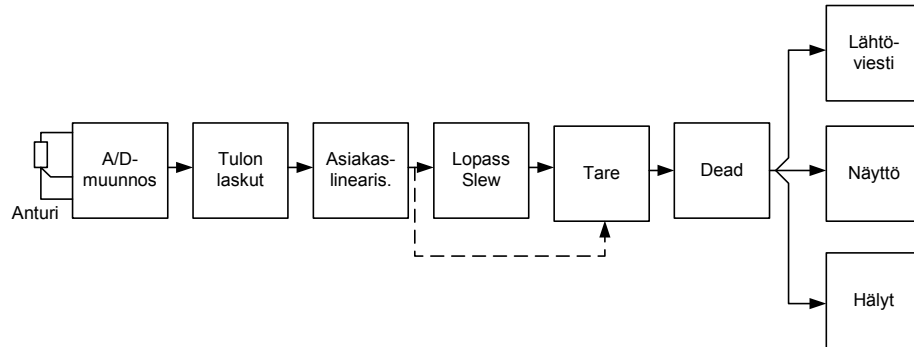 Anturi
A/D-
muunnos
Tulon
laskut
Asiakas-
linearis.
Lopass
Slew
Tare
Dead
Lähtö-
viesti
Näyttö
Hälyt